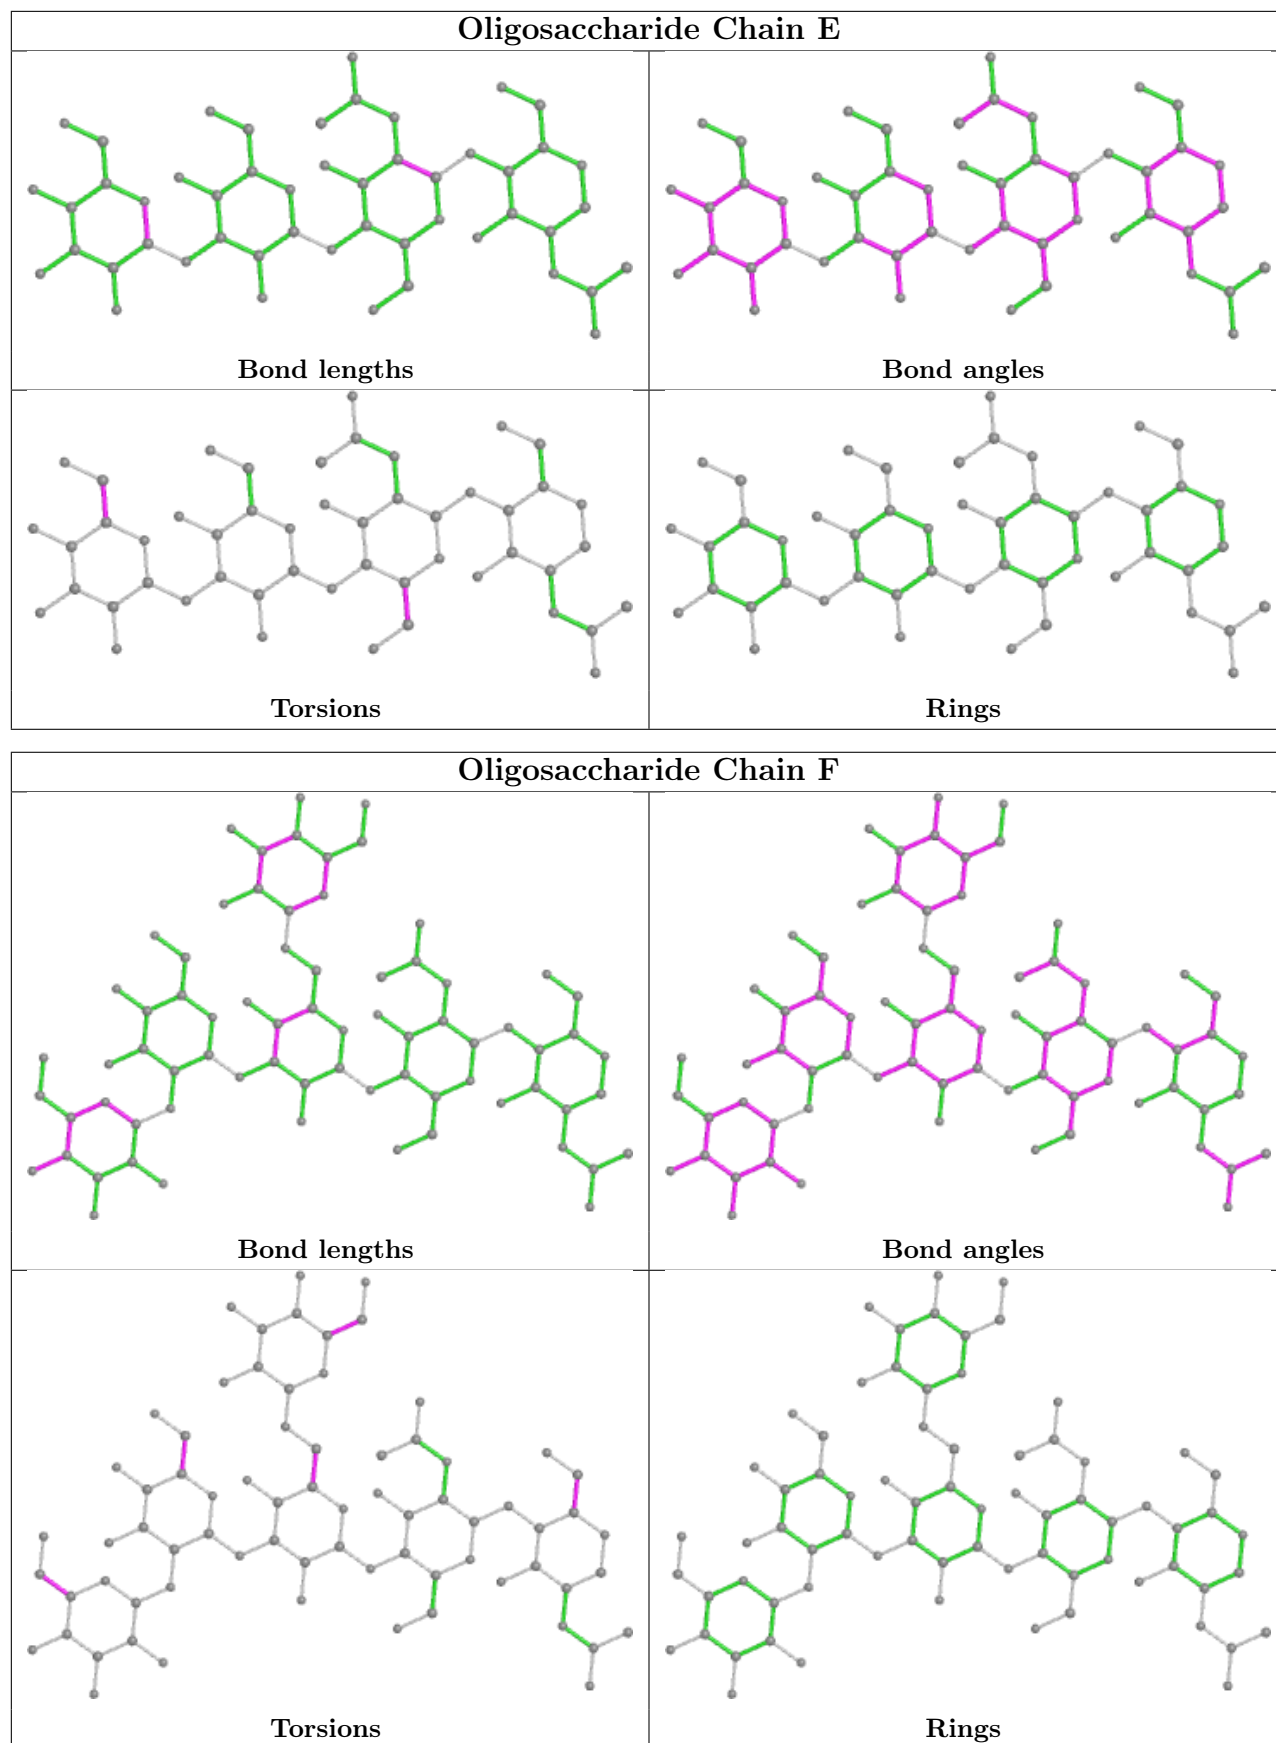 Oligosaccharide Chain E
Bond lengths
Bond angles
Torsions
Rings
Oligosaccharide Chain F
Bond lengths
Bond angles
Torsions
Rings